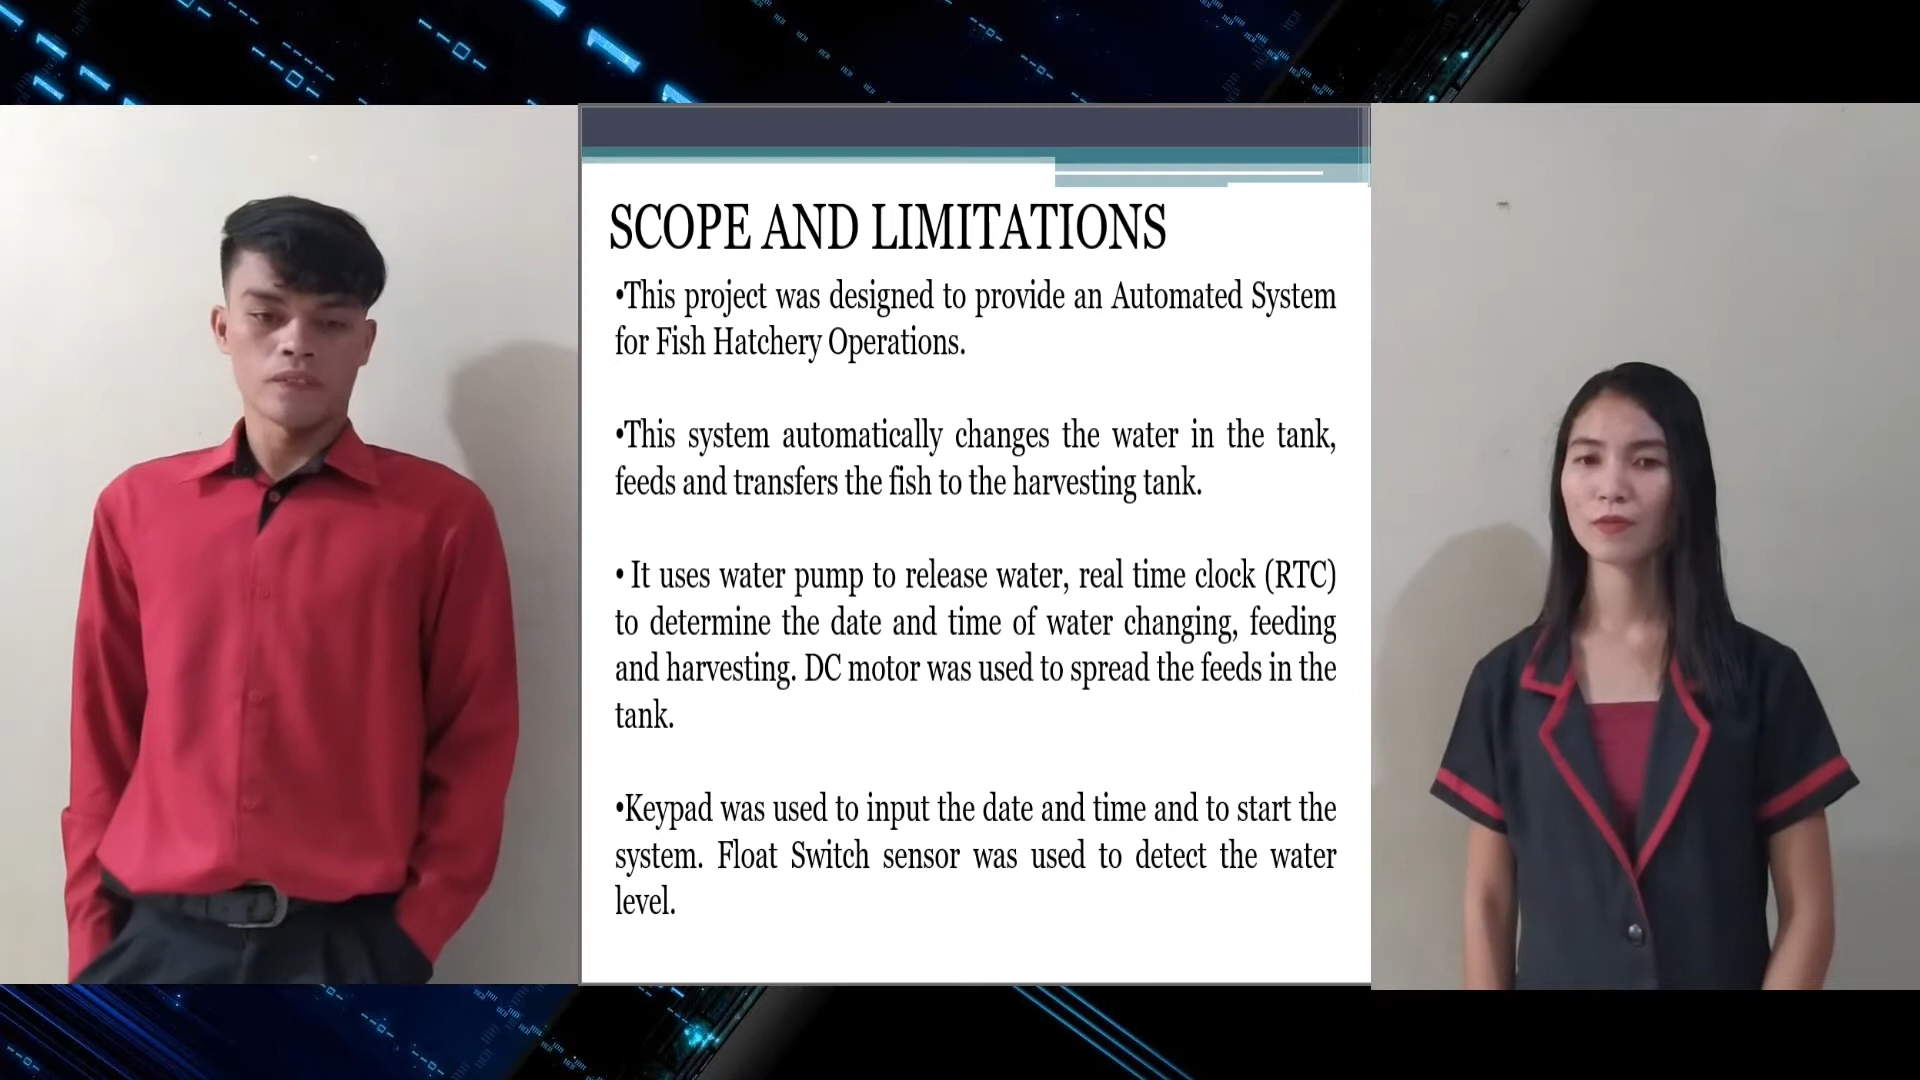 SCOPE AND LIMITATIONS
•This project was designed to provide an Automated System
for Fish Hatchery Operations.
•This system automatically changes the water in the tank,
feeds and transfers the fish to the harvesting tank.
• It uses water pump to release water, real time clock (RTC)
to determine the date and time of water changing, feeding
and harvesting. DC motor was used to spread the feeds in the
tank.
•Keypad was used to input the date and time and to start the
system. Float Switch sensor was used to detect the water
level.